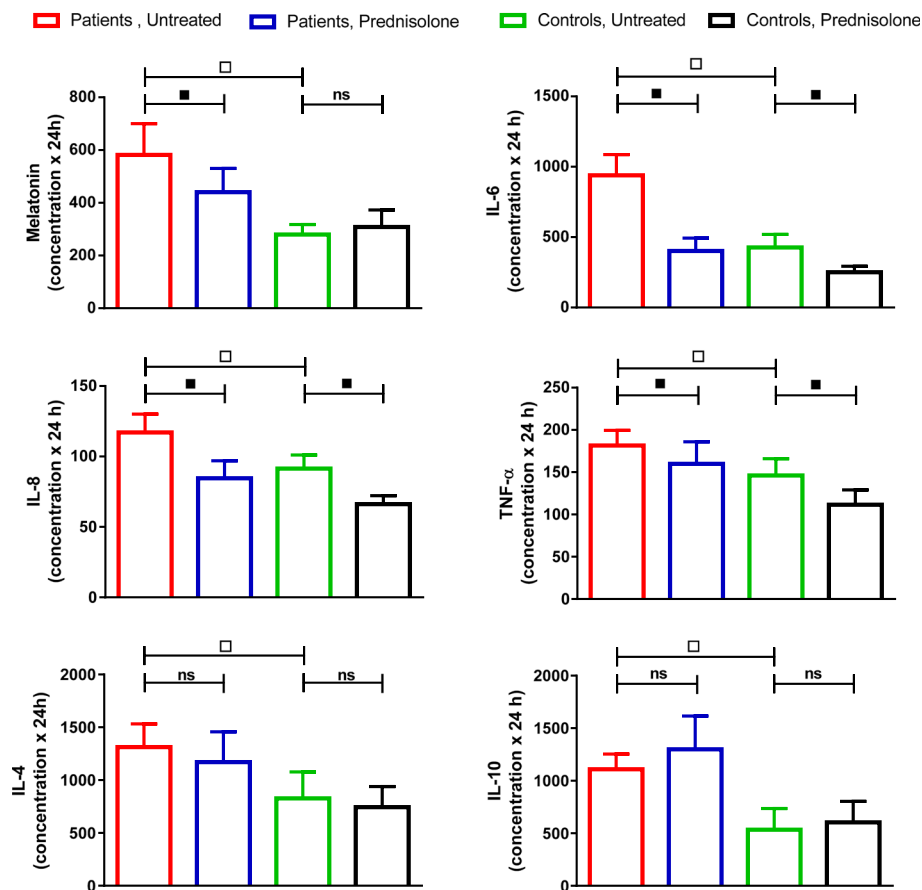 Patients , Untreated Patients, Prednisolone Controls, Untreated Controls, Prednisolone
Melatonin
(concentration x 24h)
800
600
400
200
0
ns
IL-6
(concentration x 24 h)
1500
1000
500
0
IL-8
(concentration x 24 h)
150
100
50
0
TNF-α
(concentration x 24 h)
250
200
150
100
50
0
IL-4
(concentration x 24h)
2000
1500
1000
500
0
ns
ns
IL-10
(concentration x 24 h)
2000
1500
1000
500
0
ns
ns